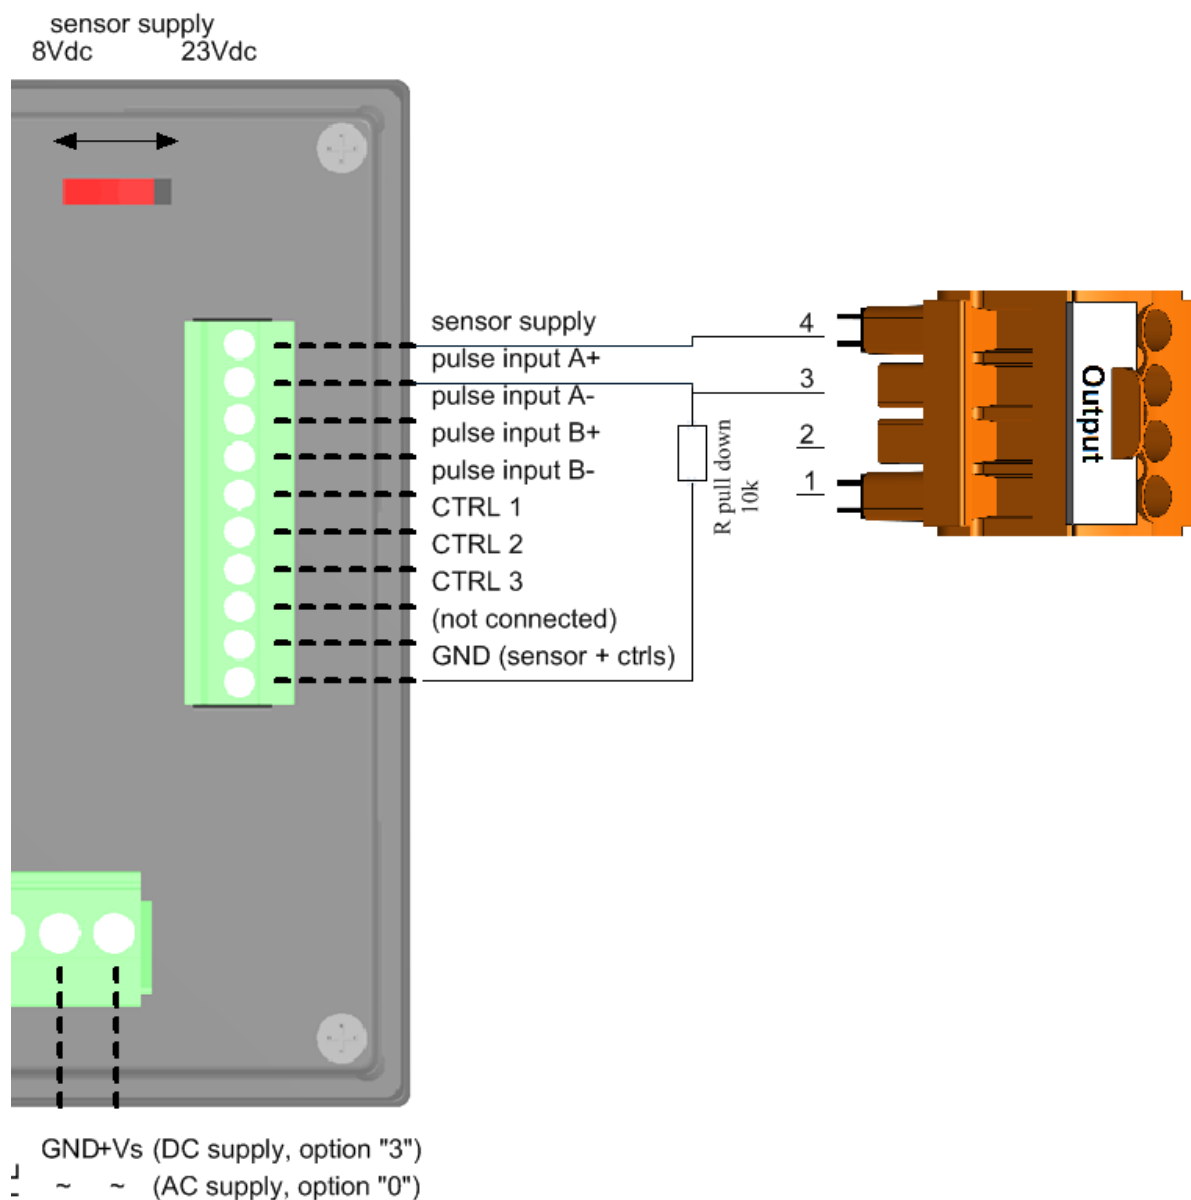 sensor supply
8Vdc 23Vdc
sensor supply
pulse input A+
pulse input A-
pulse input B+
pulse input B-
CTRL 1
CTRL 2
CTRL 3
(not connected)
GND (sensor + ctrls)
R pull down
10k
4
3
2
1
Output
GND+Vs (DC supply, option "3")
~ ~ (AC supply, option "0")